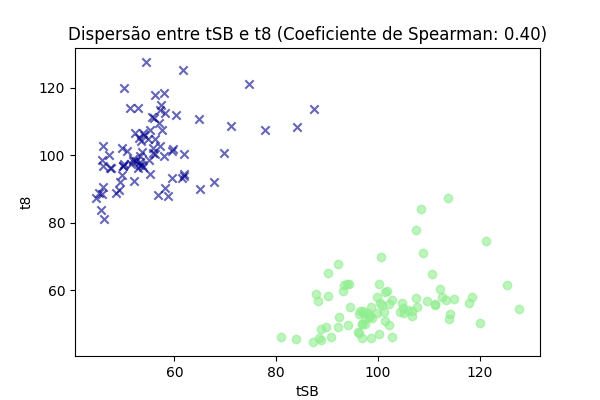 Dispersão entre tSB e t8 (Coeficiente de Spearman: 0.40)
120
100
80
60
t8
60 80 100 120
tSB